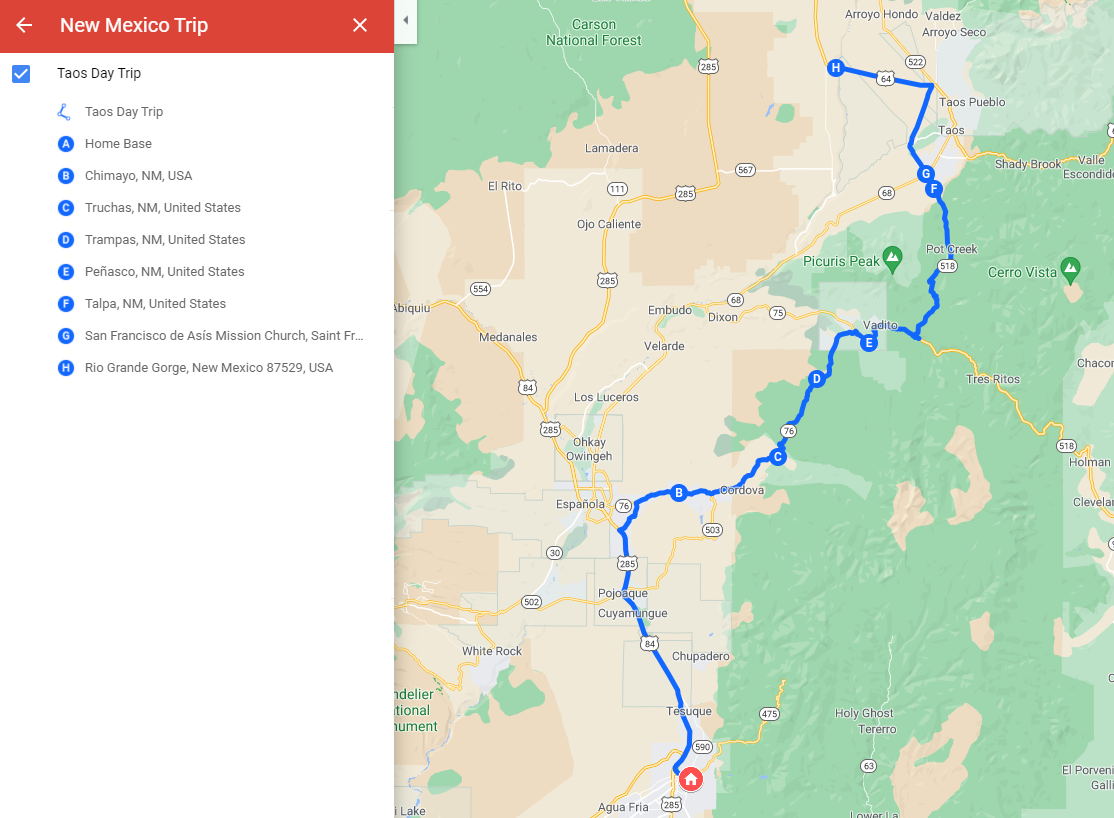 New Mexico Trip
Taos Day Trip
Taos Day Trip
A Home Base
B Chimayo, NM, USA
C Truchas, NM, United States
D Trampas, NM, United States
E Peñasco, NM, United States
F Talpa, NM, United States
G San Francisco de Asís Mission Church, Saint Fr...
H Rio Grande Gorge, New Mexico 87529, USA
Carson
National Forest
Arroyo Hondo
Valdez
Arroyo Seco
285
522
H
64
Taos Pueblo
Taos
Lamadera
Shady Brook
Valle
Escondido
567
El Rito
111
285
68
G
F
Ojo Caliente
Pot Creek
Picuris Peak
518
Cerro Vista
554
285
Abiquiu
68
Embudo
Dixon
75
Vadito
E
Medanales
Velarde
Tres Ritos
Chacon
D
84
Los Luceros
285
76
Ohkay
Owingeh
518
C
Holman
B
Cordova
Española
76
503
30
285
Pojoaque
502
Cuyamungue
84
White Rock
Chupadero
Tesuque
475
Holy Ghost
Tererro
590
63
El Porveni
Galli
Agua Fria
285
Lower La